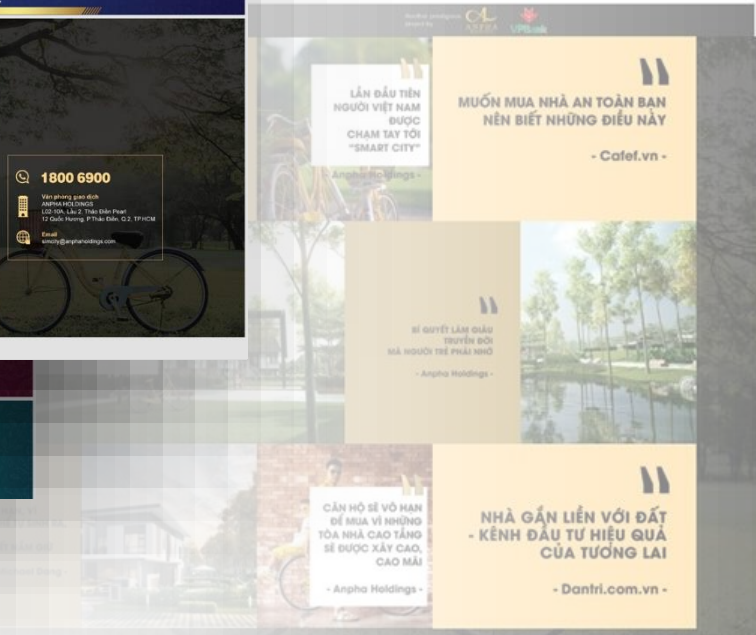 ANPHA
VPBank
LẦN ĐẦU TIÊN
NGƯỜI VIỆT NAM
ĐƯỢC
CHẠM TAY TỚI
"SMART CITY"
- Anpha Holdings -
MUỐN MUA NHÀ AN TOÀN BẠN
NÊN BIẾT NHỮNG ĐIỀU NÀY
- Cafef.vn -
1800 6900
Văn phòng giao dịch
ANPHA HOLDINGS
L02-10A, Lầu 2, Thảo Điền Pearl
12 Quốc Hương, P.Thảo Điền, Q.2, TP.HCM
Email
simcity@anphaholdings.com
BÍ QUYẾT LÀM GIÀU
TRUYỀN ĐỜI
MÀ NGƯỜI TRẺ PHẢI NHỚ
- Anpha Holdings -
CĂN HỘ SẼ VÔ HẠN
ĐỂ MUA VÌ NHỮNG
TÒA NHÀ CAO TẦNG
SẼ ĐƯỢC XÂY CAO,
CAO MÃI
- Anpha Holdings -
NHÀ GẮN LIỀN VỚI ĐẤT
- KÊNH ĐẦU TƯ HIỆU QUẢ
CỦA TƯƠNG LAI
- Dantri.com.vn -